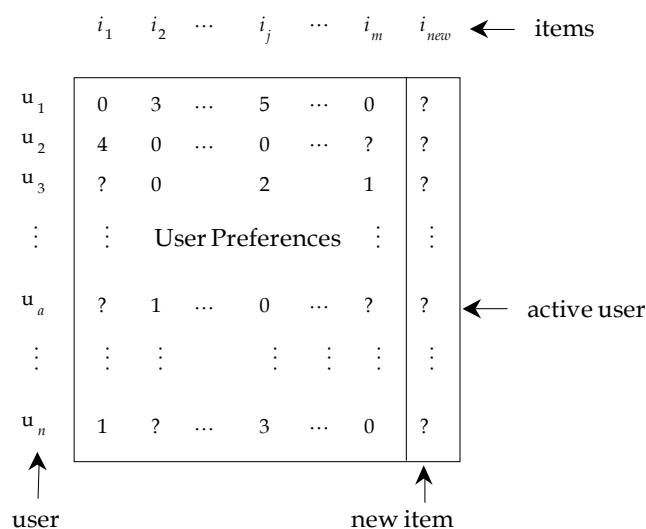 i1 i2 ⋯ ij ⋯ im inew items
u1 0 3 ⋯ 5 ⋯ 0 ?
u2 4 0 ⋯ 0 ⋯ ? ?
u3 ? 0 2 1 ?
⋮ ⋮ User Preferences ⋮ ⋮
ua ? 1 ⋯ 0 ⋯ ? ? active user
⋮ ⋮ ⋮ ⋮ ⋮ ⋮ ⋮
un 1 ? ⋯ 3 ⋯ 0 ?
user new item